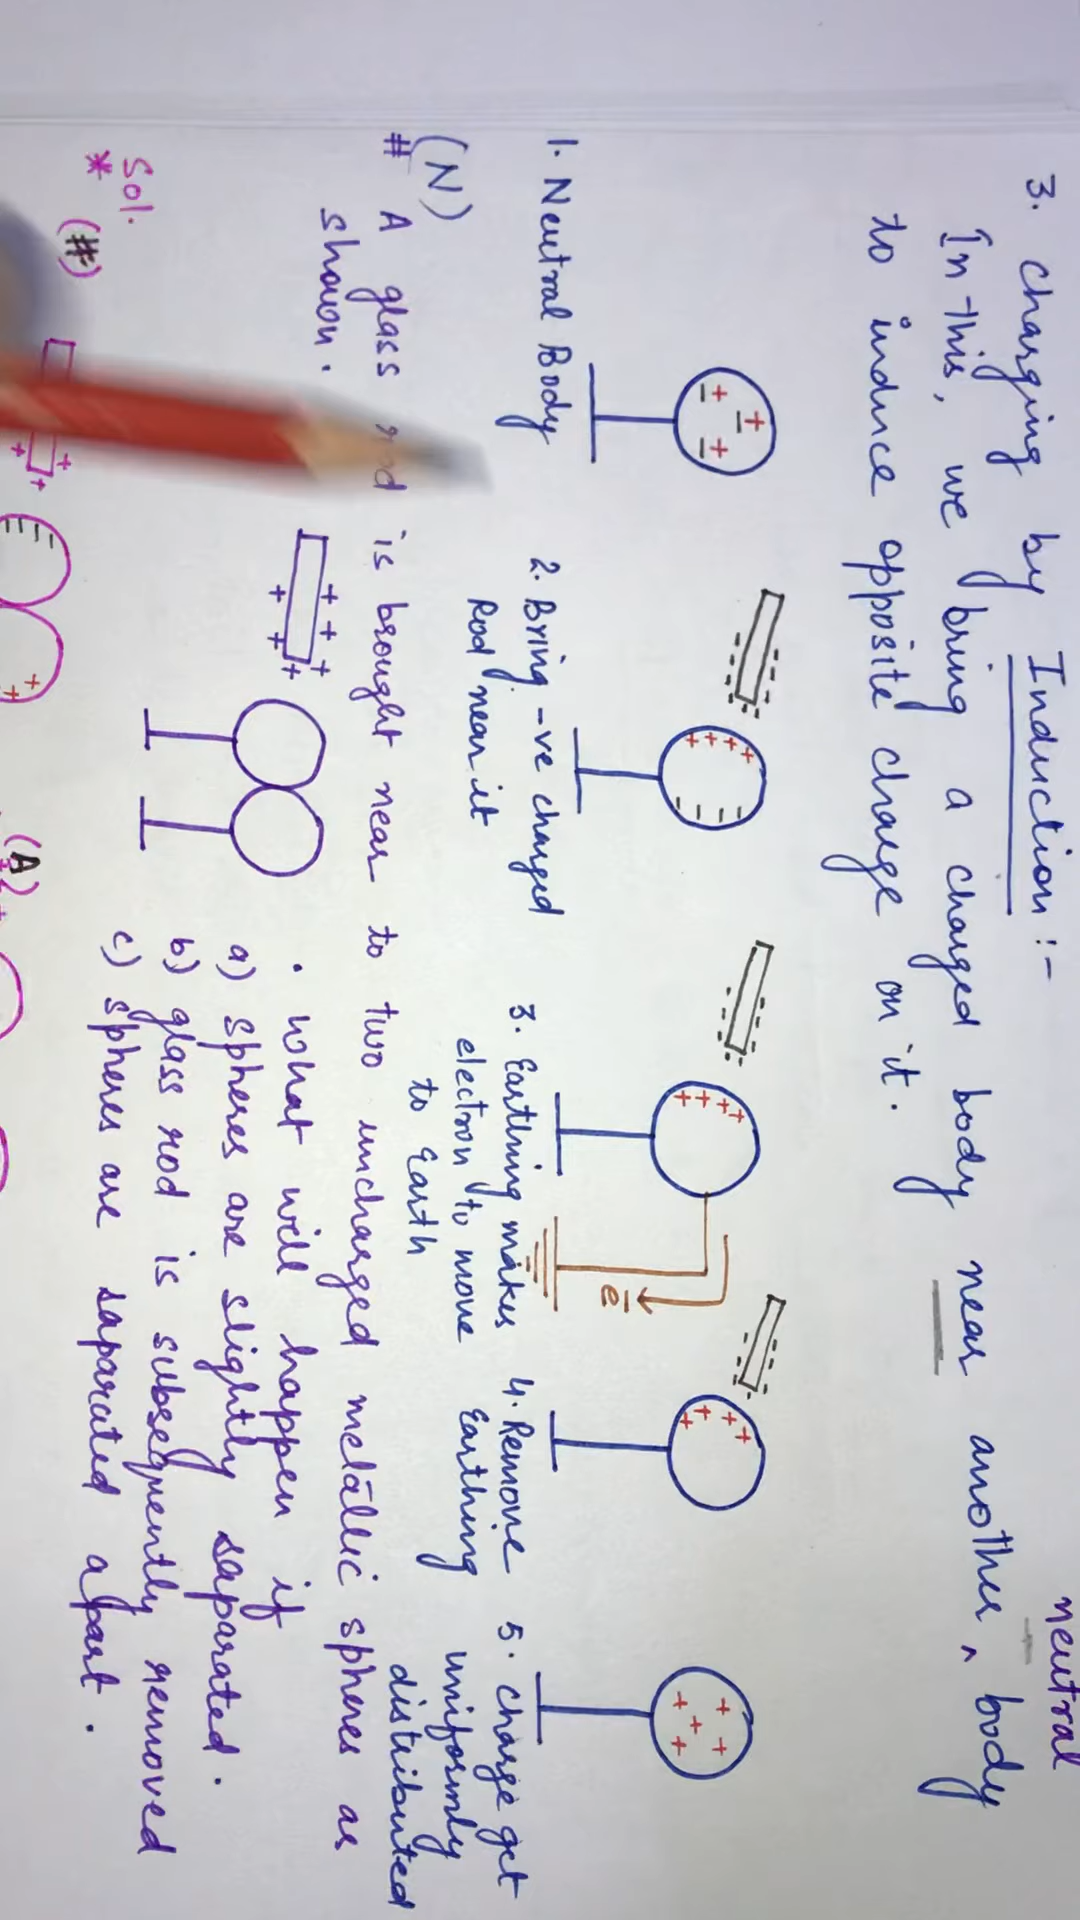 neutral
3. Charging by Induction :-
In this, we bring a charged body near another ^ body
to induce opposite charge on it.
1. Neutral Body
2. Bring -ve charged
Rod near it
3. Earthing makes
electron to move
to Earth
e⁻
4. Remove
Earthing
5. Charge get
uniformly
distributed
(N)
# A glass rod is brought near to two uncharged metallic spheres as
shown.
• What will happen if
a) spheres are slightly saparated.
b) glass rod is subsequently removed
c) spheres are saparated apart.
Sol.
* (#)
(A)